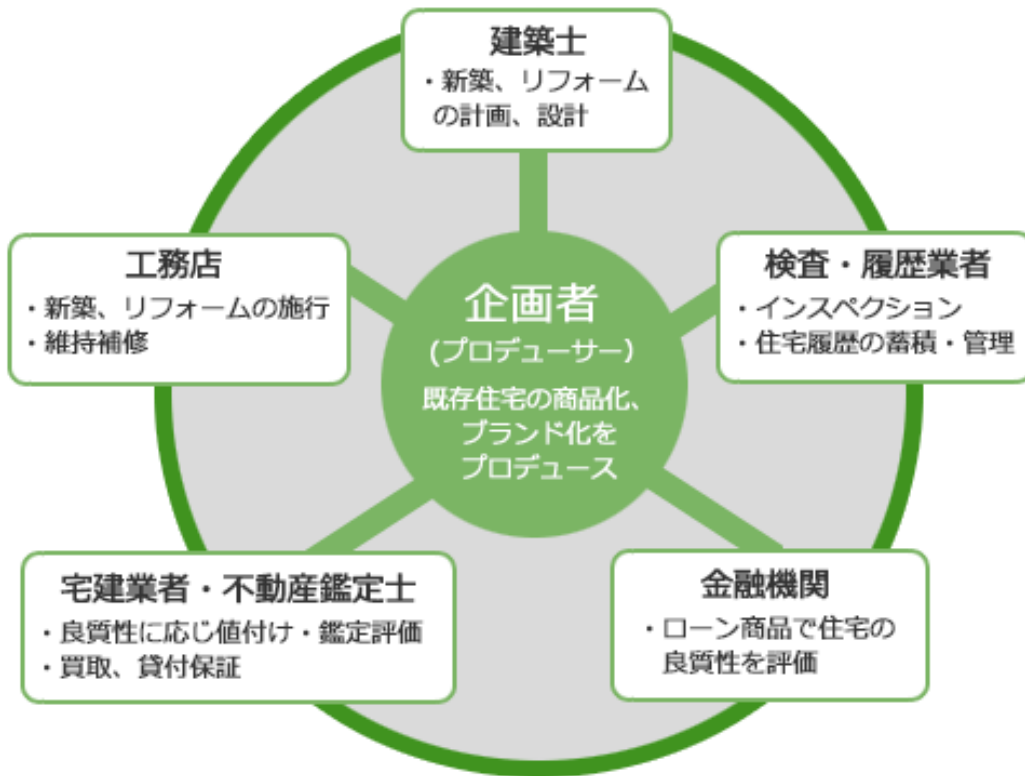 建築士
・新築、リフォーム
の計画、設計
工務店
・新築、リフォームの施行
・維持補修
検査・履歴業者
・インスペクション
・住宅履歴の蓄積・管理
企画者
(プロデューサー)
既存住宅の商品化、
ブランド化を
プロデュース
宅建業者・不動産鑑定士
・良質性に応じ値付け・鑑定評価
・買取、貸付保証
金融機関
・ローン商品で住宅の
良質性を評価